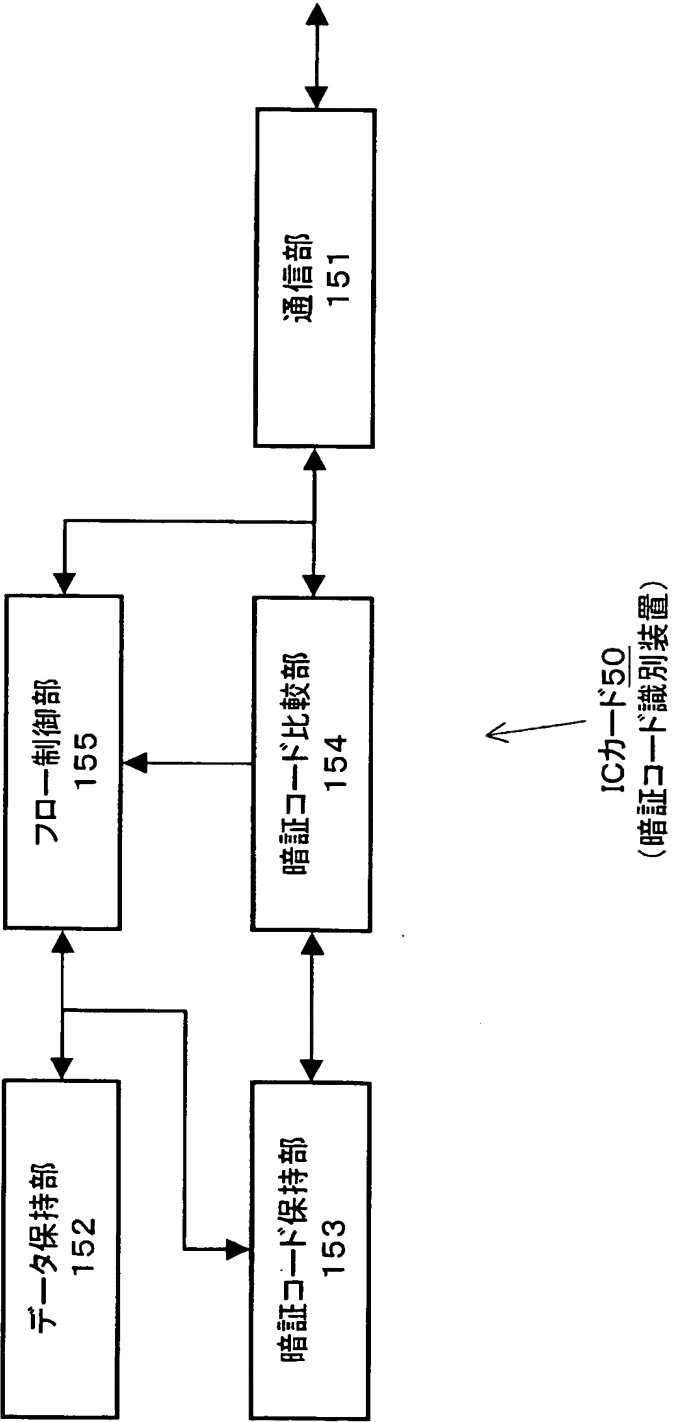 データ保持部
152
フロー制御部
155
暗証コード保持部
153
暗証コード比較部
154
通信部
151
ICカード50
(暗証コード識別装置)